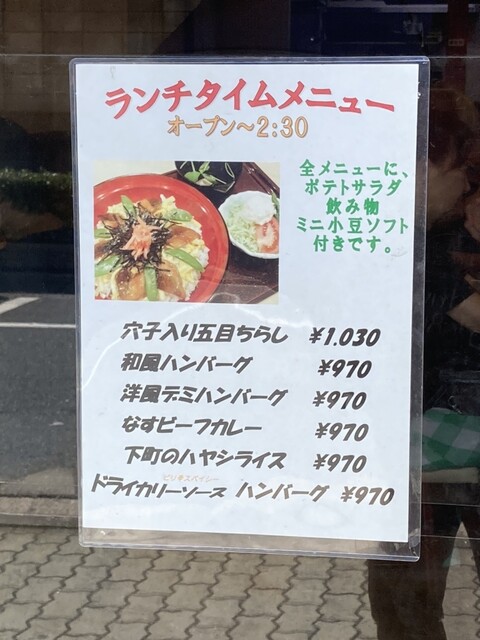 ランチタイムメニュー
オープン～2:30
全メニューに、
ポテトサラダ
飲み物
ミニ小豆ソフト
付きです。
穴子入り五目ちらし ¥1.030
和風ハンバーグ ¥970
洋風デミハンバーグ ¥970
なすビーフカレー ¥970
下町のハヤシライス ¥970
ピリ辛スパイシー
ドライカリーソース ハンバーグ ¥970